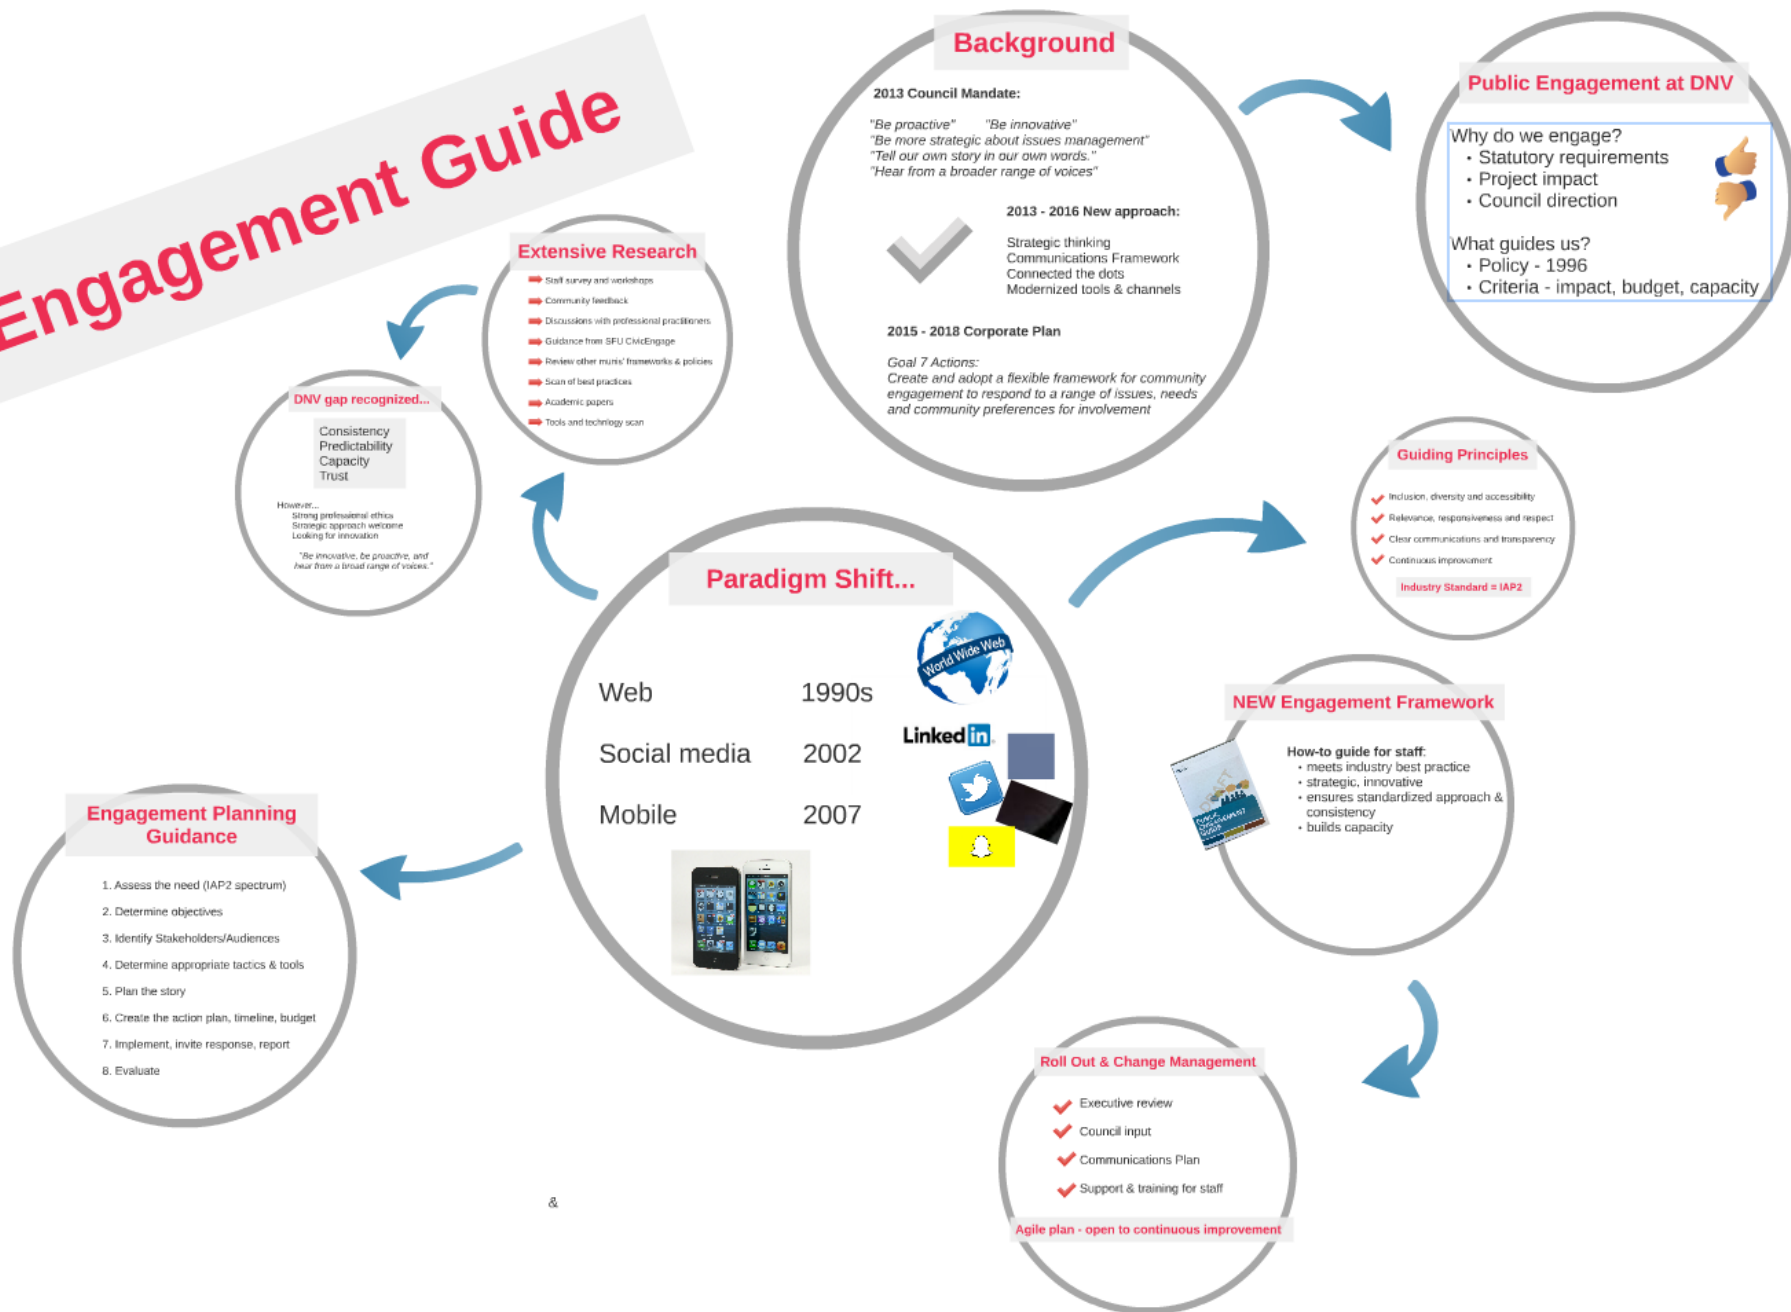 Engagement Guide
Background
2013 Council Mandate:
"Be proactive" "Be innovative"
"Be more strategic about issues management"
"Tell our own story in our own words."
"Hear from a broader range of voices"
2013 - 2016 New approach:
Strategic thinking
Communications Framework
Connected the dots
Modernized tools & channels
2015 - 2018 Corporate Plan
Goal 7 Actions:
Create and adopt a flexible framework for community
engagement to respond to a range of issues, needs
and community preferences for involvement
Public Engagement at DNV
Why do we engage?
• Statutory requirements
• Project impact
• Council direction
What guides us?
• Policy - 1996
• Criteria - impact, budget, capacity
Extensive Research
Staff survey and workshops
Community feedback
Discussions with professional practitioners
Guidance from SFU CivicEngage
Review other munis' frameworks & policies
Scan of best practices
Academic papers
Tools and technlogy scan
DNV gap recognized...
Consistency
Predictability
Capacity
Trust
However...
Strong professional ethics
Strategic approach welcome
Looking for innovation
"Be innovative, be proactive, and
hear from a broad range of voices."
Guiding Principles
Inclusion, diversity and accessibility
Relevance, responsiveness and respect
Clear communications and transparency
Continuous improvement
Industry Standard = IAP2
Paradigm Shift...
World Wide Web
Web 1990s
Linked in
Social media 2002
Mobile 2007
NEW Engagement Framework
How-to guide for staff:
• meets industry best practice
• strategic, innovative
• ensures standardized approach &
consistency
• builds capacity
DRAFT
PUBLIC
ENGAGEMENT
GUIDE
Engagement Planning
Guidance
1. Assess the need (IAP2 spectrum)
2. Determine objectives
3. Identify Stakeholders/Audiences
4. Determine appropriate tactics & tools
5. Plan the story
6. Create the action plan, timeline, budget
7. Implement, invite response, report
8. Evaluate
Roll Out & Change Management
Executive review
Council input
Communications Plan
Support & training for staff
Agile plan - open to continuous improvement
&